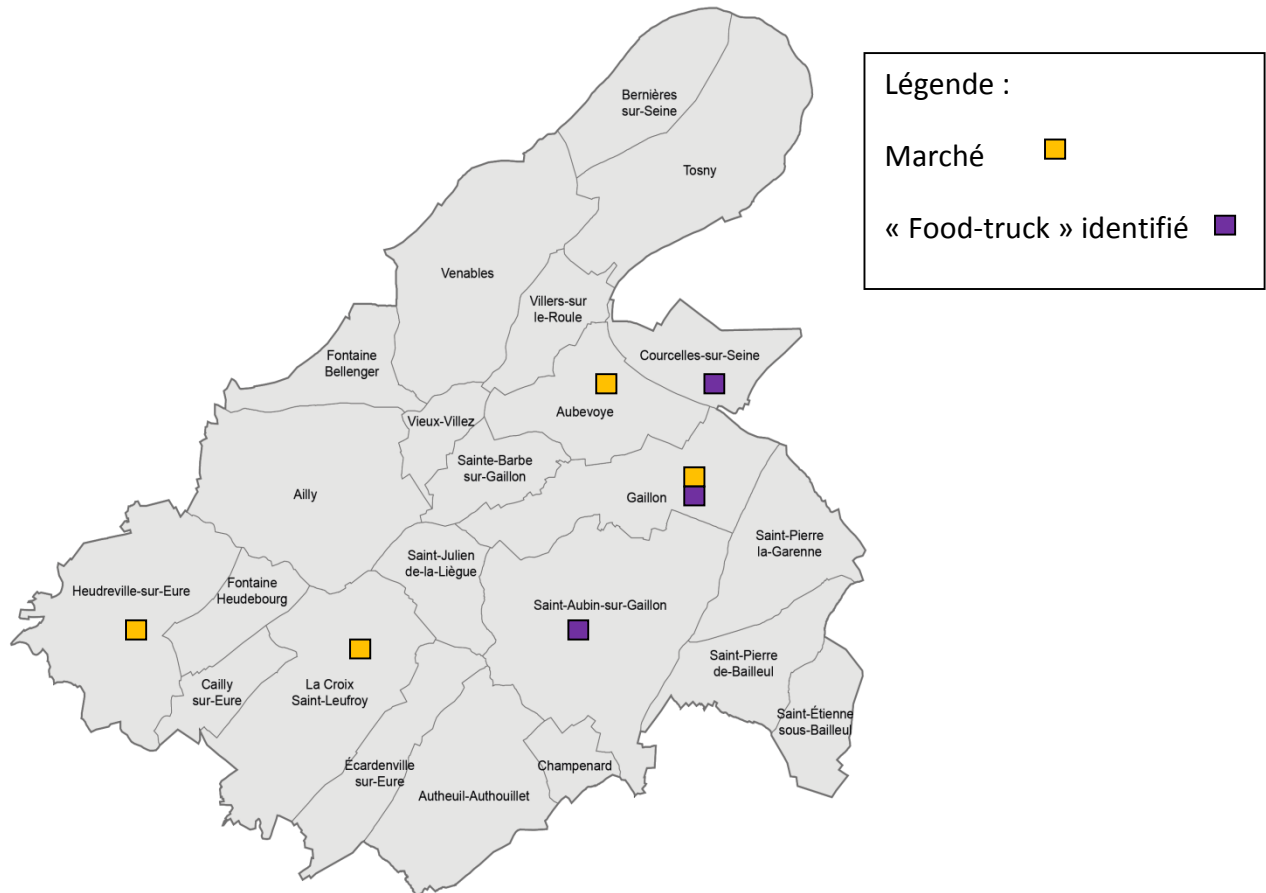 Légende :
Marché
« Food-truck » identifié
Bernières
sur-Seine
Tosny
Venables
Villers-sur
le-Roule
Fontaine
Bellenger
Courcelles-sur-Seine
Aubevoye
Vieux-Villez
Sainte-Barbe
sur-Gaillon
Ailly
Gaillon
Saint-Pierre
la-Garenne
Saint-Julien
de-la-Liègue
Heudreville-sur-Eure
Fontaine
Heudebourg
Saint-Aubin-sur-Gaillon
Saint-Pierre
de-Bailleul
Cailly
sur-Eure
La Croix
Saint-Leufroy
Saint-Étienne
sous-Bailleul
Écardenville
sur-Eure
Champenard
Autheuil-Authouillet